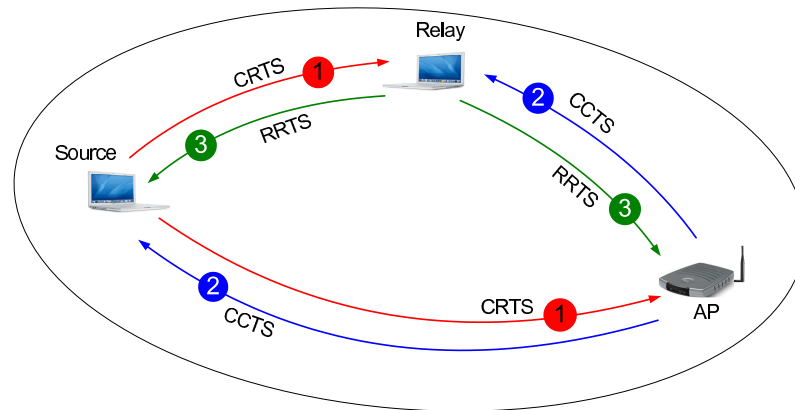 Relay
CRTS
1
2
CCTS
RRTS
3
Source
RRTS
3
2
CCTS
CRTS
1
AP